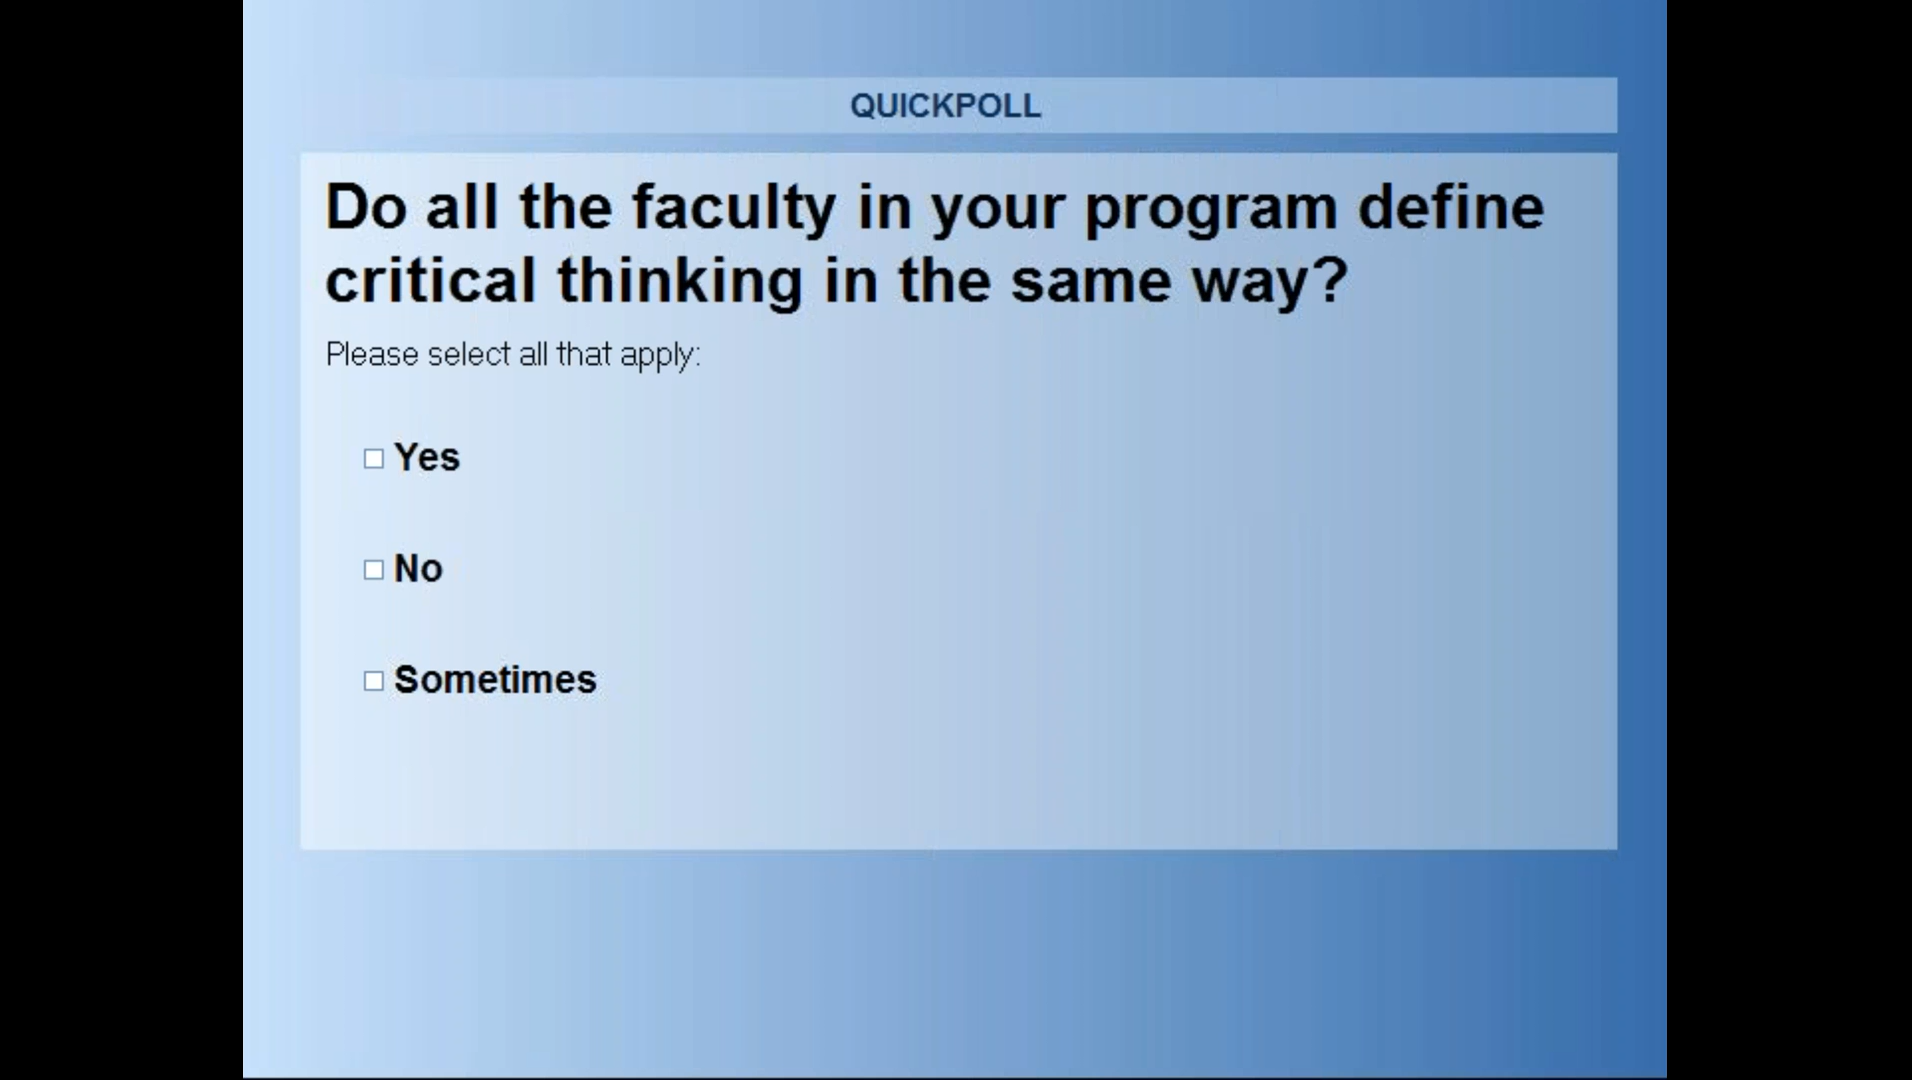 QUICKPOLL
Do all the faculty in your program define
critical thinking in the same way?
Please select all that apply:
Yes
No
Sometimes